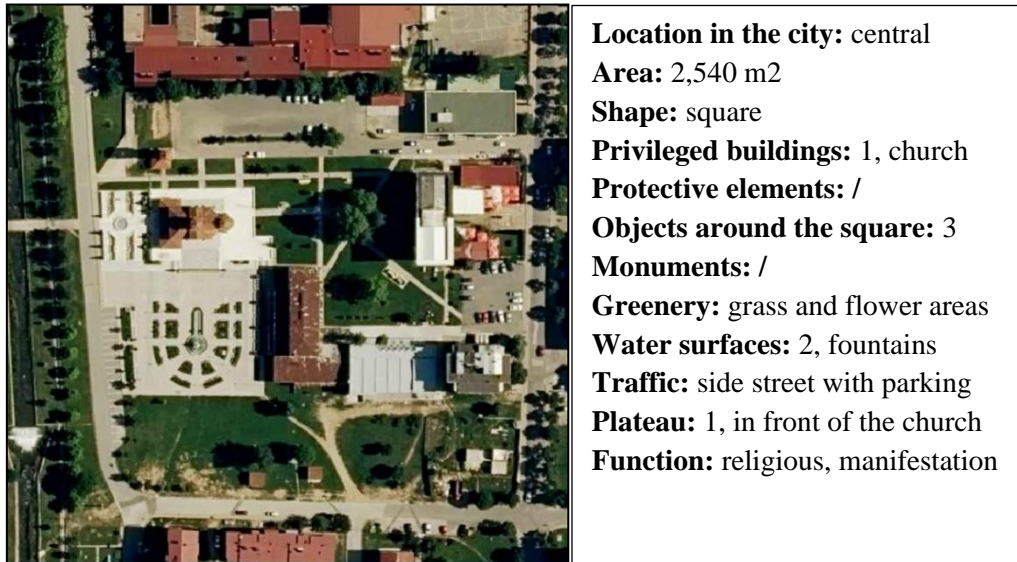 Location in the city: central
Area: 2,540 m2
Shape: square
Privileged buildings: 1, church
Protective elements: /
Objects around the square: 3
Monuments: /
Greenery: grass and flower areas
Water surfaces: 2, fountains
Traffic: side street with parking
Plateau: 1, in front of the church
Function: religious, manifestation